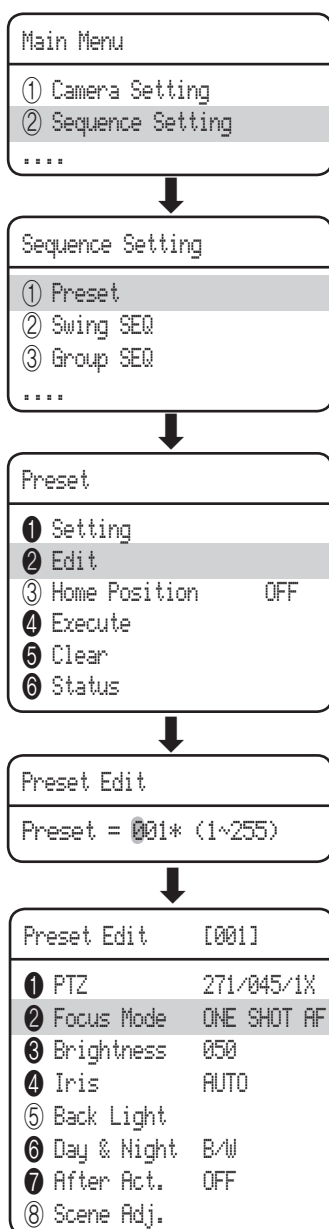 Main Menu
① Camera Setting
② Sequence Setting
....
Sequence Setting
① Preset
② Swing SEQ
③ Group SEQ
....
Preset
❶ Setting
❷ Edit
③ Home Position OFF
❹ Execute
❺ Clear
❻ Status
Preset Edit
Preset = 001* (1~255)
Preset Edit [001]
❶ PTZ 271/045/1X
❷ Focus Mode ONE SHOT AF
❸ Brightness 050
❹ Iris AUTO
⑤ Back Light
❻ Day & Night B/W
❼ After Act. OFF
⑧ Scene Adj.